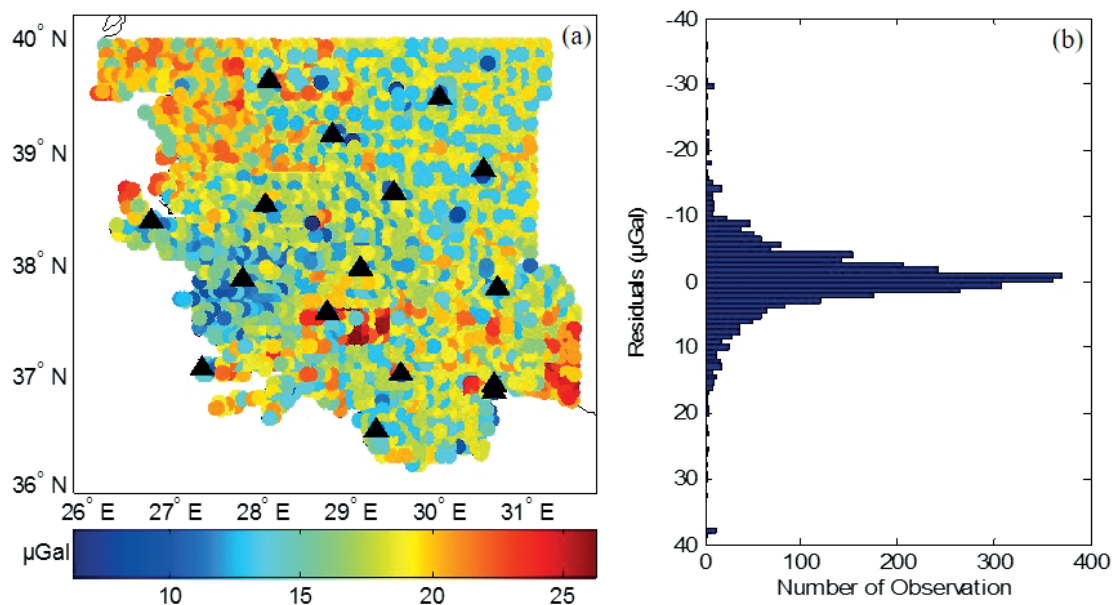 (a)
40° N
39° N
38° N
37° N
36° N
26° E 27° E 28° E 29° E 30° E 31° E
µGal
10 15 20 25
(b)
-40
-30
-20
-10
0
10
20
30
40
Residuals (µGal)
0 100 200 300 400
Number of Observation